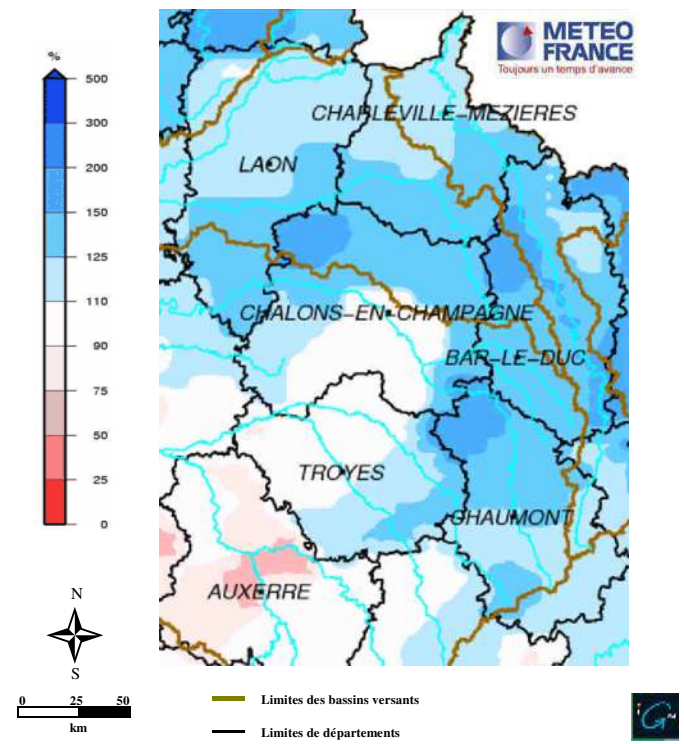 METEO
FRANCE
Toujours un temps d'avance
%
500
300
200
150
125
110
90
75
50
25
0
CHARLEVILLE-MEZIERES
LAON
CHALONS-EN-CHAMPAGNE
BAR-LE-DUC
TROYES
CHAUMONT
AUXERRE
N
S
0 25 50
km
Limites des bassins versants
Limites de départements